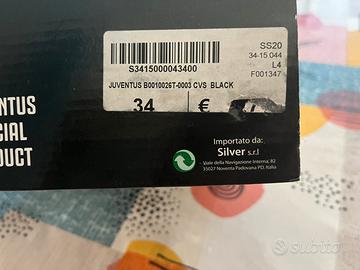 S3415000043400
SS20
34-15 044
L4
F001347
JUVENTUS B0010026T-0003 CVS BLACK
34
€
ENTUS
CIAL
DUCT
Importato da:
Silver s.r.l
- Viale della Navigazione Interna, 82
35027 Noventa Padovana PD, Italia
subito